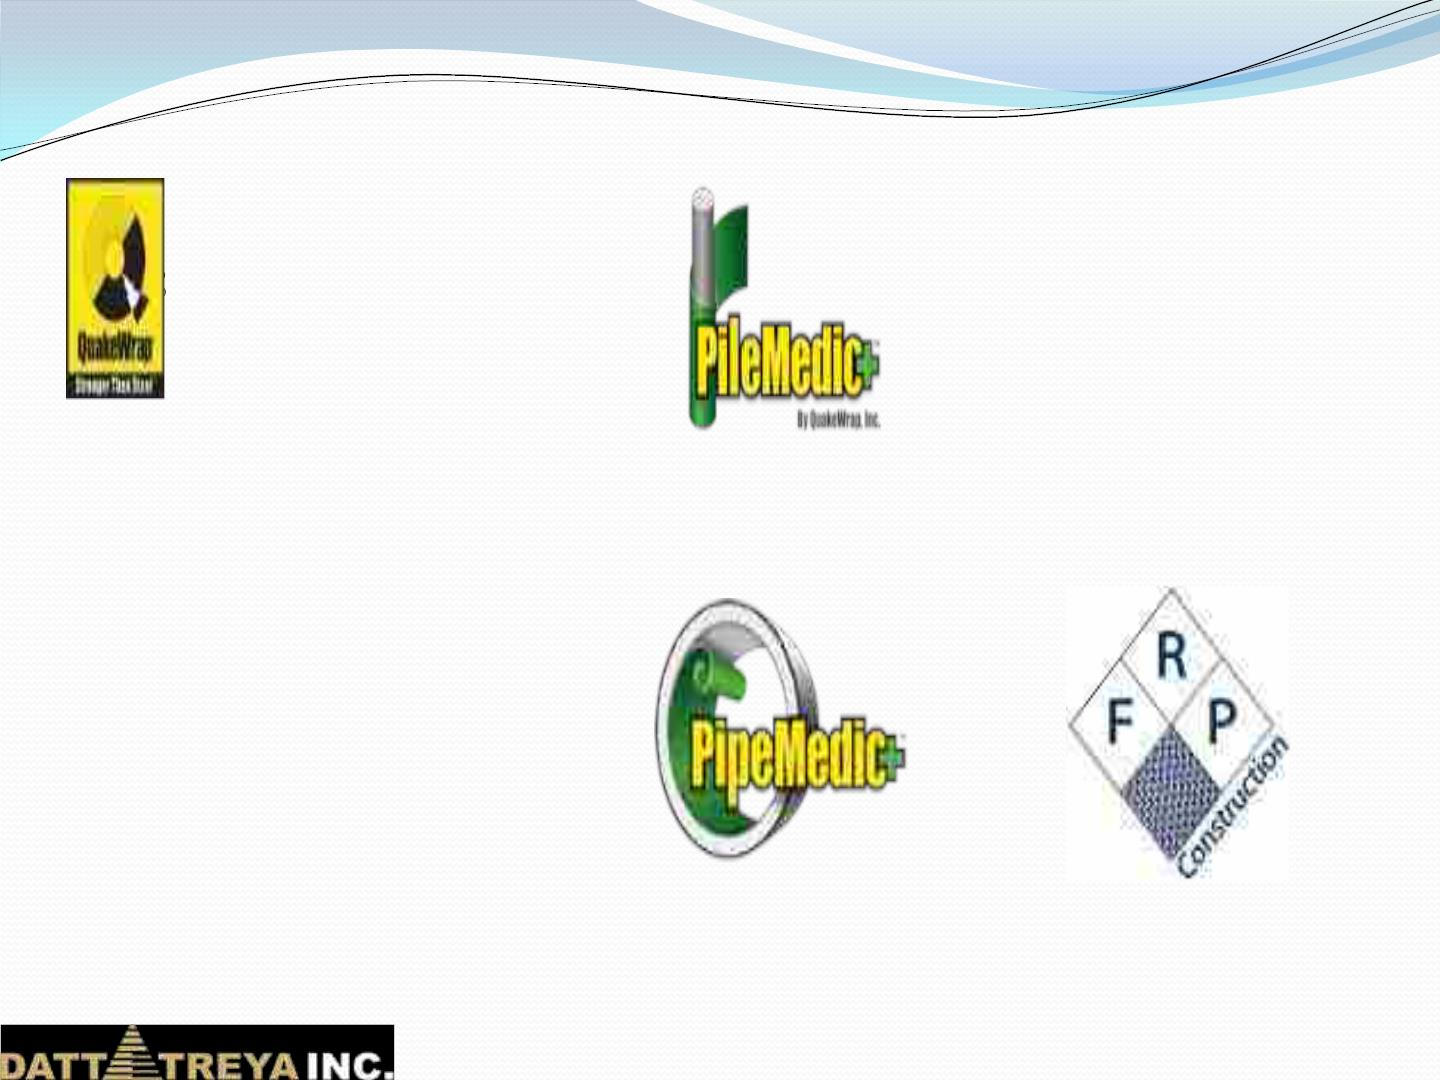 QuakeWrap
Stronger Than Steel
PileMedic+
By QuakeWrap, Inc.
PipeMedic+
R
F P
Construction
DATTATREYA INC.